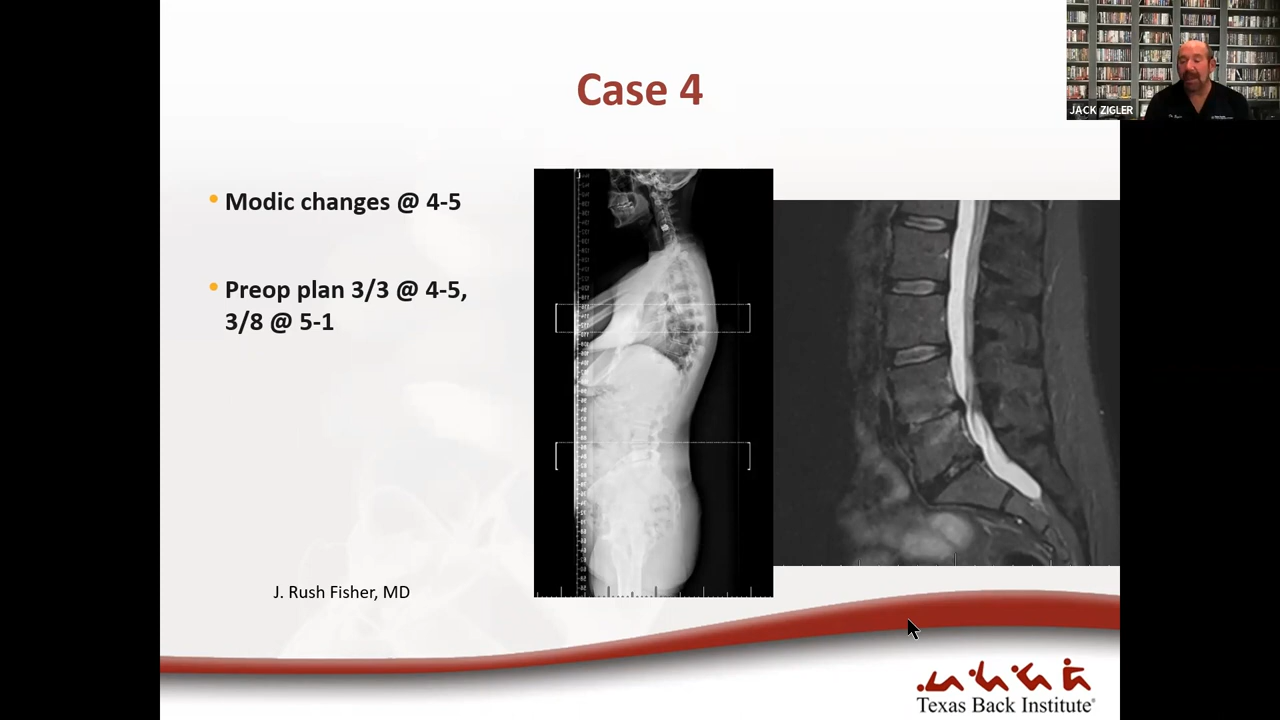 Case 4
JACK ZIGLER
• Modic changes @ 4-5
• Preop plan 3/3 @ 4-5,
3/8 @ 5-1
J. Rush Fisher, MD
Texas Back Institute®